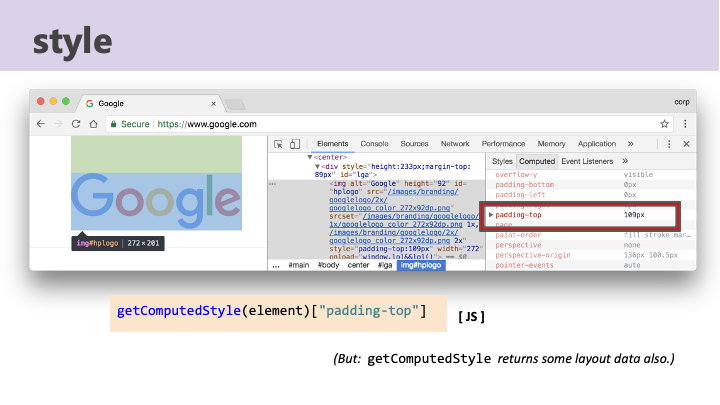 style
Google ×
corp
Secure https://www.google.com
Google
img#hplogo 272 × 201
Elements Console Sources Network Performance Memory Application »
▼<center>
▼<div style="height:233px;margin-top:
89px" id="lga">
<img alt="Google" height="92" id=
"hplogo" src="/images/branding/
googlelogo/2x/
googlelogo_color_272x92dp.png"
srcset="/images/branding/googlelogo/
1x/googlelogo_color_272x92dp.png 1x,
/images/branding/googlelogo/2x/
googlelogo_color_272x92dp.png 2x"
style="padding-top:109px" width="272"
onload="window.lol&&lol()"> == $0
... #main #body center #lga img#hplogo
Styles Computed Event Listeners »
overflow-y visible
padding-bottom 0px
padding-left 0px
padding-top 109px
page
paint-order fill stroke mar...
perspective none
perspective-origin 136px 100.5px
pointer-events auto
getComputedStyle(element)["padding-top"]
[ JS ]
(But: getComputedStyle returns some layout data also.)